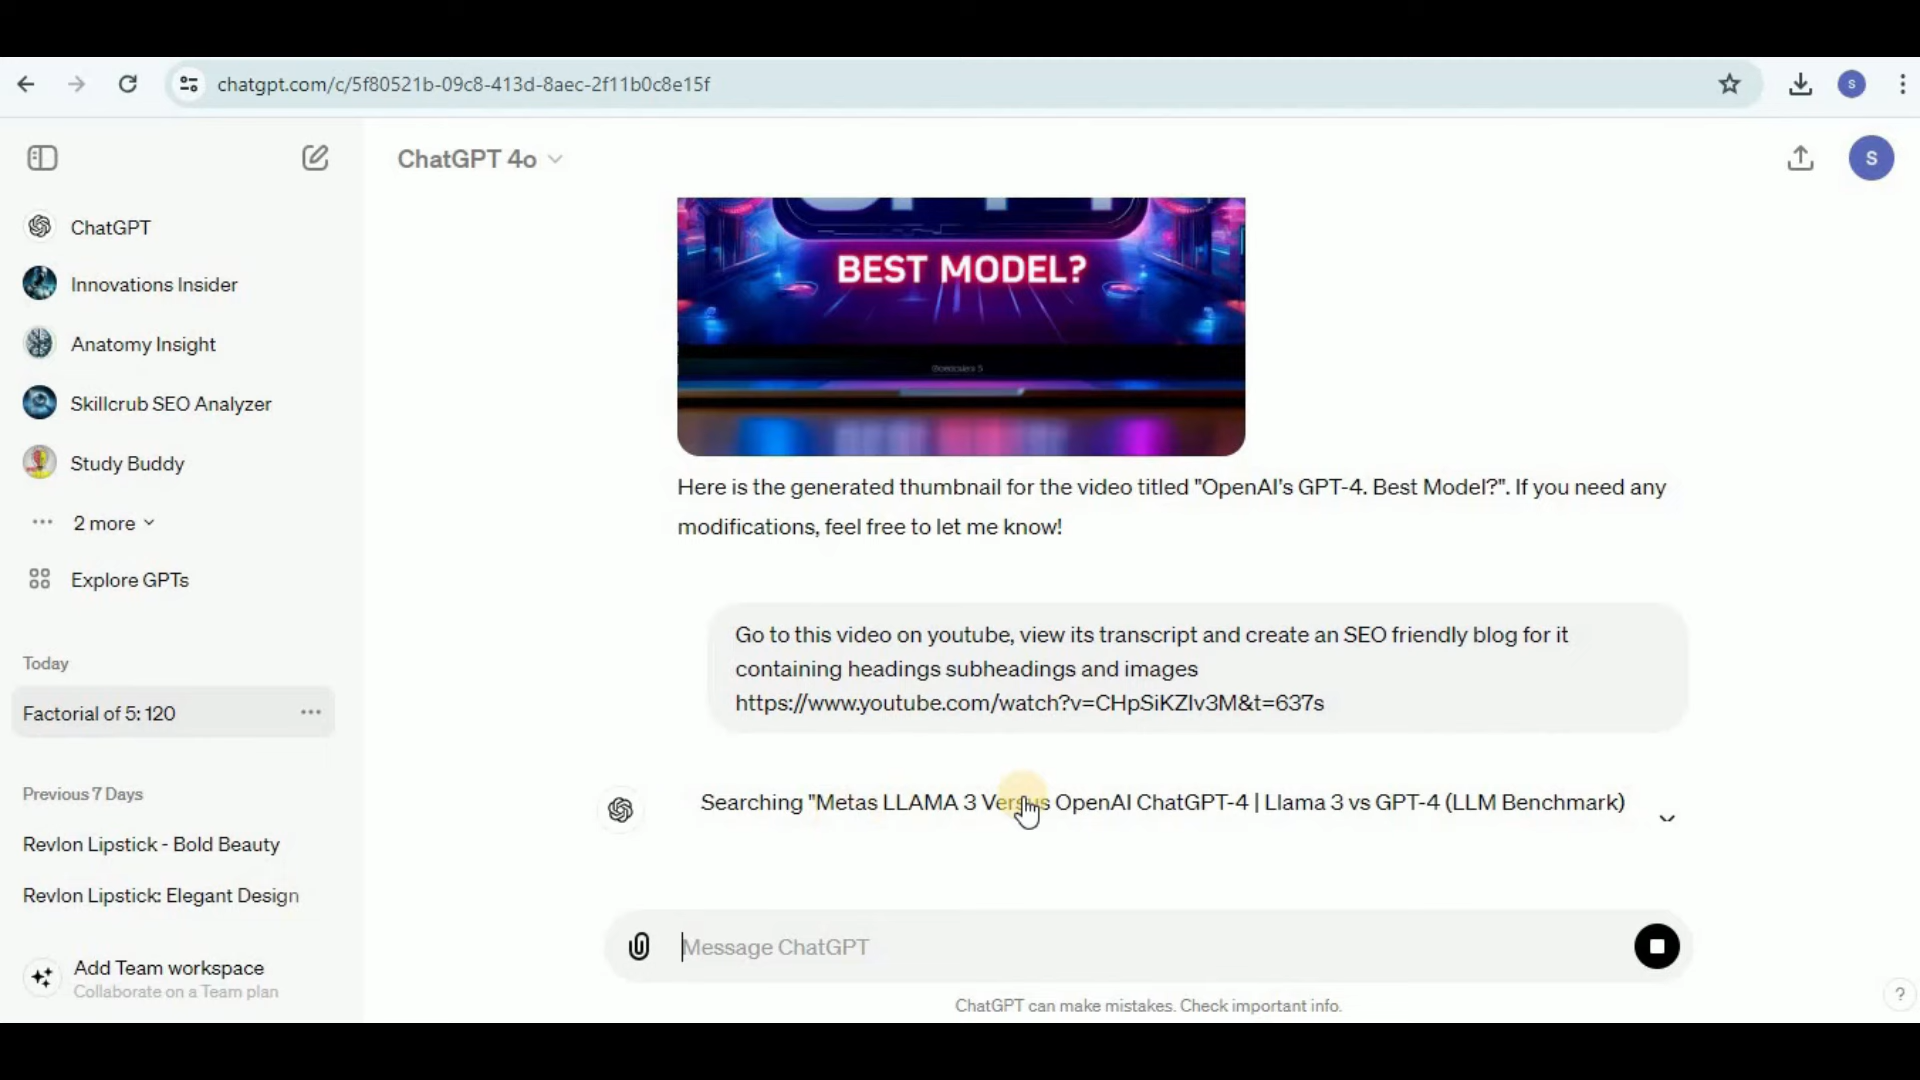 chatgpt.com/c/5f80521b-09c8-413d-8aec-2f11b0c8e15f
S
ChatGPT 4o
S
ChatGPT
Innovations Insider
Anatomy Insight
Skillcrub SEO Analyzer
Study Buddy
2 more
Explore GPTs
Today
Factorial of 5: 120
Previous 7 Days
Revlon Lipstick - Bold Beauty
Revlon Lipstick: Elegant Design
Add Team workspace
Collaborate on a Team plan
BEST MODEL?
Here is the generated thumbnail for the video titled "OpenAI's GPT-4. Best Model?". If you need any
modifications, feel free to let me know!
Go to this video on youtube, view its transcript and create an SEO friendly blog for it
containing headings subheadings and images
https://www.youtube.com/watch?v=CHpSiKZIv3M&t=637s
Searching "Metas LLAMA 3 Versus OpenAI ChatGPT-4 | Llama 3 vs GPT-4 (LLM Benchmark)
Message ChatGPT
ChatGPT can make mistakes. Check important info.
?